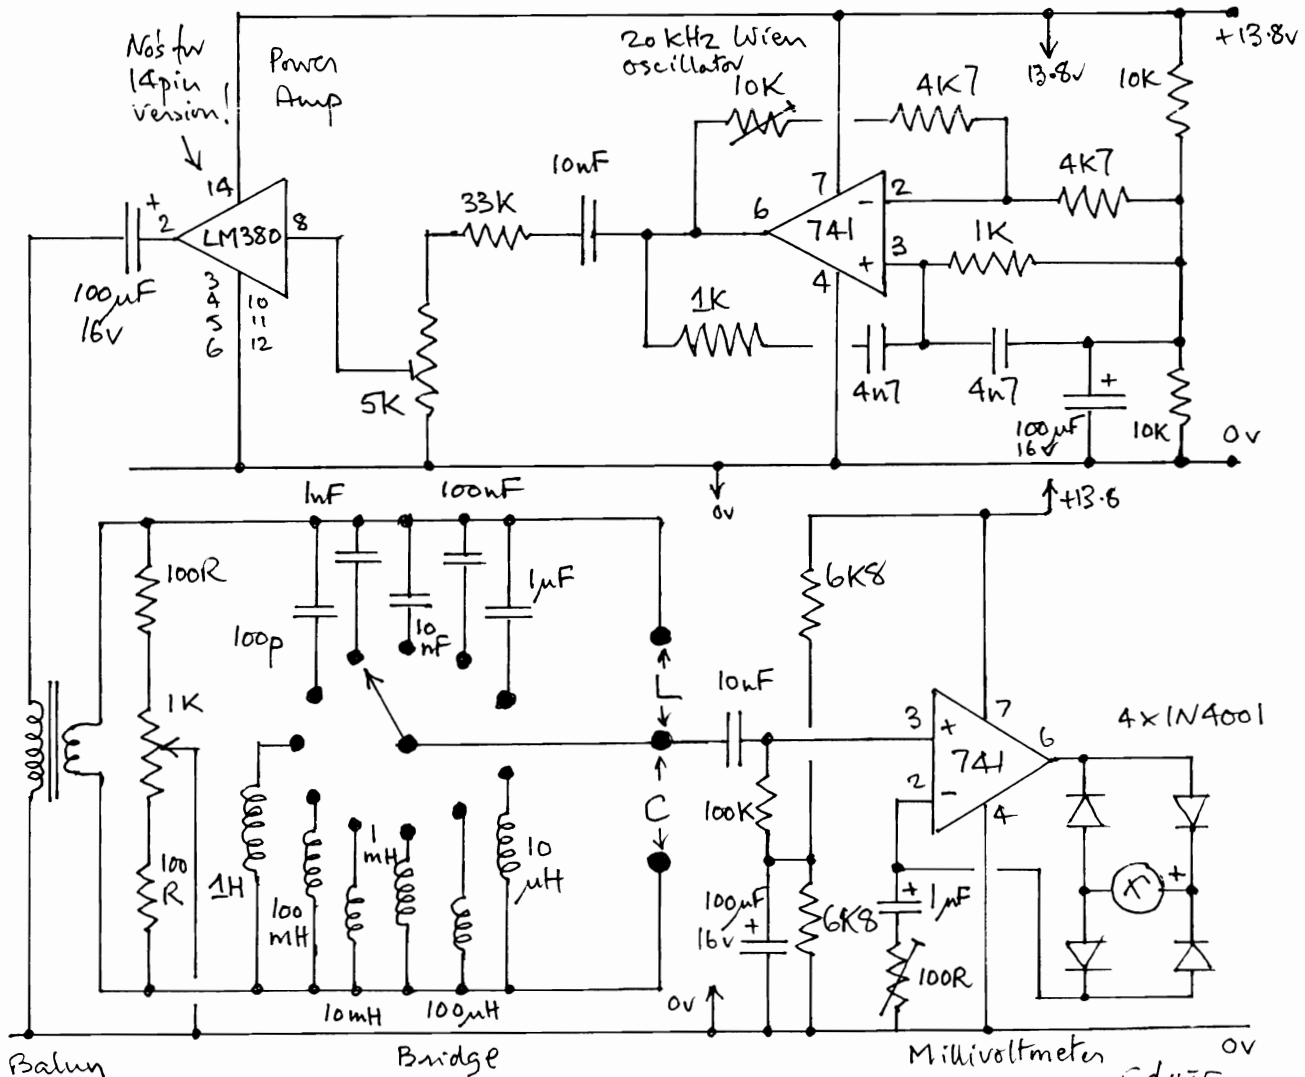 No's for
14pin
version!
Power
Amp
20 kHz Wien
oscillator
+13.8v
13.8v
10K
4K7
10K
14
2
+
LM380
8
3
4
5
6
10
11
12
100µF
16v
33K
10nF
7
2
6
741
-
+
3
4
4K7
1K
1K
4n7
4n7
+
100µF
16v
10K
0v
5K
0v
+13.8
1nF
100nF
100R
100p
10
nF
1µF
6K8
1K
L
10nF
3
+
7
741
6
2
-
4
4x1N4001
C
100K
100
R
1H
100
mH
1
mH
10
µH
100µF
16v
+
6K8
+
1µF
X
+
100R
10mH
100µH
0v
Balun
Bridge
Millivoltmeter
0V